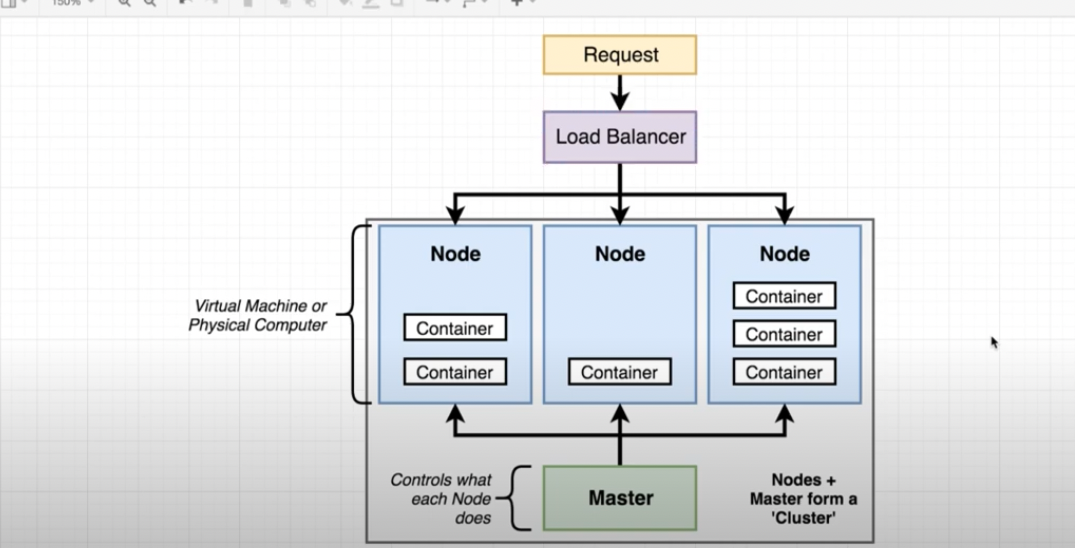 150%
Request
Load Balancer
Node
Node
Node
Container
Container
Container
Container
Container
Container
Virtual Machine or
Physical Computer
Controls what
each Node
does
Master
Nodes +
Master form a
'Cluster'